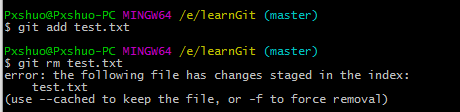 Pxshuo@Pxshuo-PC MINGW64 /e/learnGit (master)
$ git add test.txt
Pxshuo@Pxshuo-PC MINGW64 /e/learnGit (master)
$ git rm test.txt
error: the following file has changes staged in the index:
    test.txt
(use --cached to keep the file, or -f to force removal)